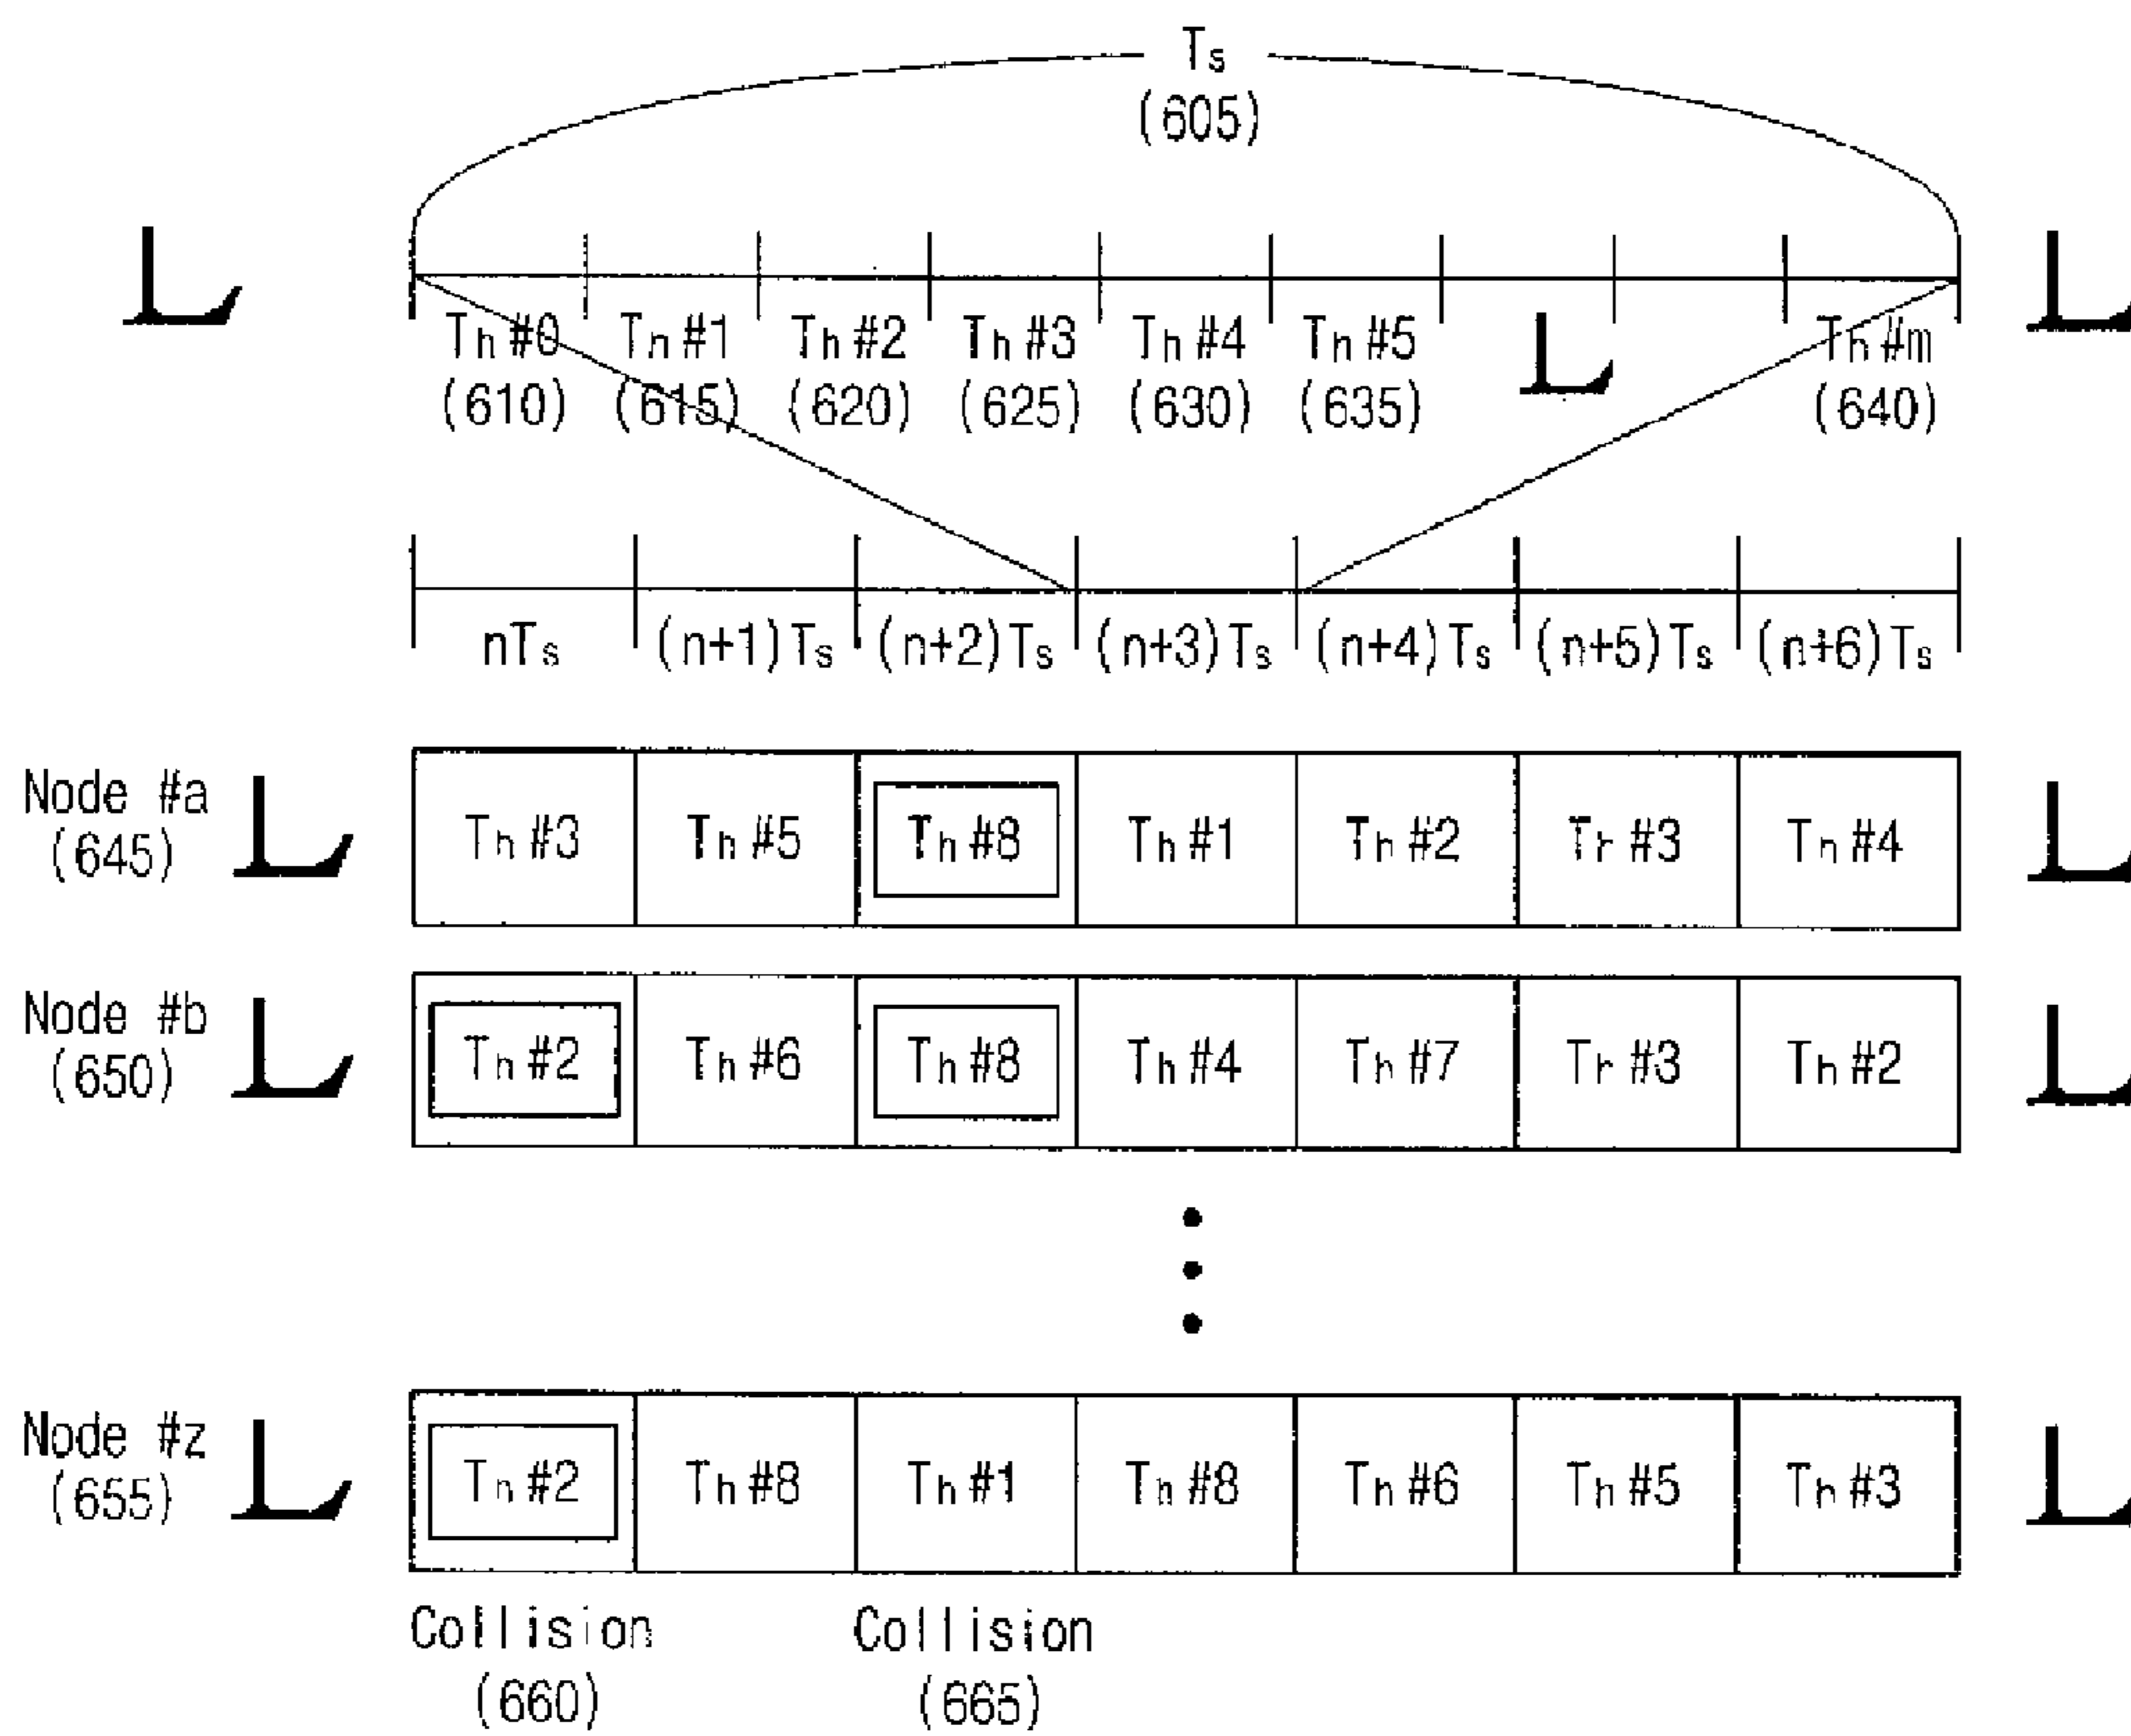 Ts
(605)
Th #0 Th #1 Th #2 Th #3 Th #4 Th #5 L Th #m
(610) (615) (620) (625) (630) (635) (640)
L L
nTs (n+1)Ts (n+2)Ts (n+3)Ts (n+4)Ts (n+5)Ts (n+6)Ts
Node #a
(645)
L Th #3 Th #5 Th #8 Th #1 Th #2 Th #3 Th #4 L
Node #b
(650)
L Th #2 Th #6 Th #8 Th #4 Th #7 Th #3 Th #2 L
Node #z
(655)
L Th #2 Th #8 Th #1 Th #8 Th #6 Th #5 Th #3 L
Collision Collision
(660) (665)